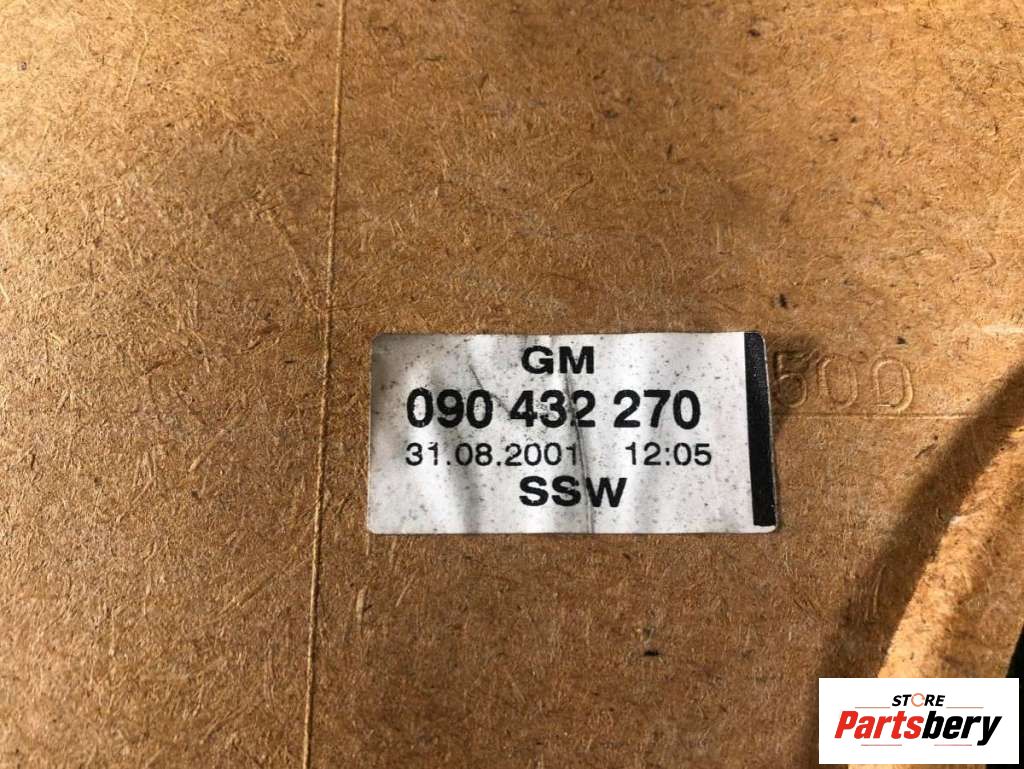 GM
090 432 270
31.08.2001 12:05
SSW
STORE
Partsbery